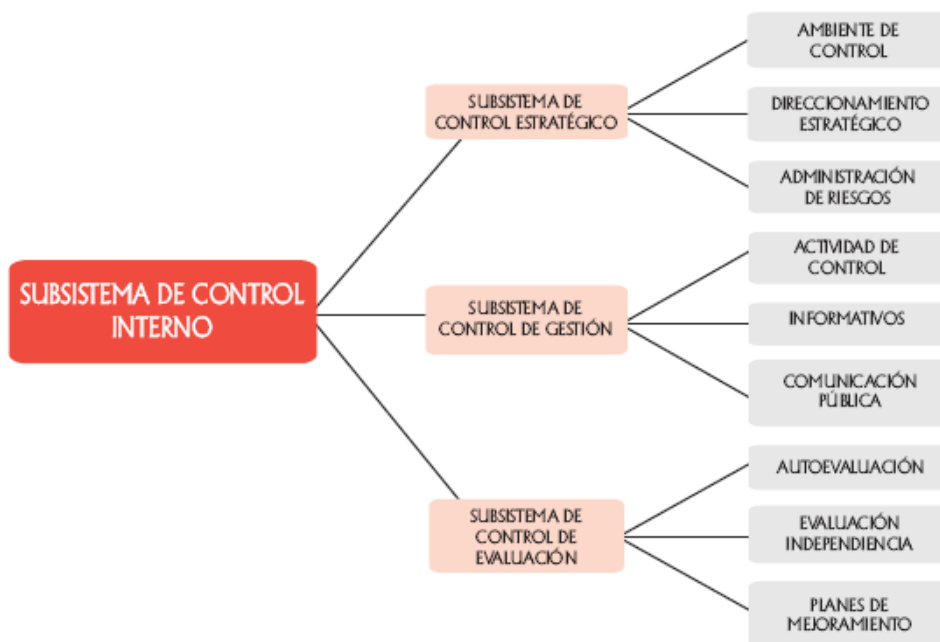 SUBSISTEMA DE CONTROL
INTERNO
SUBSISTEMA DE
CONTROL ESTRATÉGICO
AMBIENTE DE
CONTROL
DIRECCIONAMIENTO
ESTRATÉGICO
ADMINISTRACIÓN
DE RIESGOS
SUBSISTEMA DE
CONTROL DE GESTIÓN
ACTIVIDAD DE
CONTROL
INFORMATIVOS
COMUNICACIÓN
PÚBLICA
SUBSISTEMA DE
CONTROL DE
EVALUACIÓN
AUTOEVALUACIÓN
EVALUACIÓN
INDEPENDENCIA
PLANES DE
MEJORAMIENTO